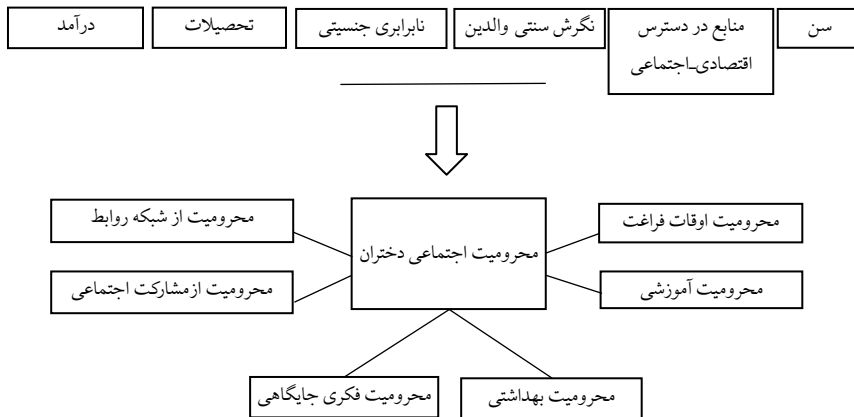 سن
منابع در دسترس
اقتصادی-اجتماعی
نگرش سنتی والدین
نابرابری جنسیتی
تحصیلات
درآمد
محرومیت اوقات فراغت
محرومیت اجتماعی دختران
محرومیت از شبکه روابط
محرومیت آموزشی
محرومیت ازمشارکت اجتماعی
محرومیت بهداشتی
محرومیت فکری جایگاهی